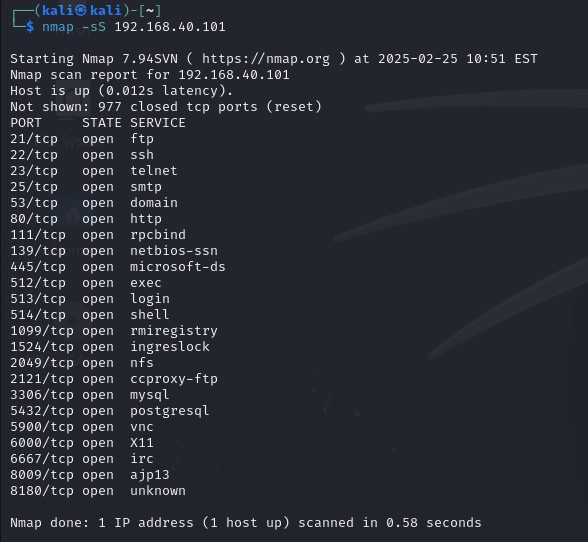 ┌──(kali㉿kali)-[~]
└─$ nmap -sS 192.168.40.101
Starting Nmap 7.94SVN ( https://nmap.org ) at 2025-02-25 10:51 EST
Nmap scan report for 192.168.40.101
Host is up (0.012s latency).
Not shown: 977 closed tcp ports (reset)
PORT     STATE SERVICE
21/tcp   open  ftp
22/tcp   open  ssh
23/tcp   open  telnet
25/tcp   open  smtp
53/tcp   open  domain
80/tcp   open  http
111/tcp  open  rpcbind
139/tcp  open  netbios-ssn
445/tcp  open  microsoft-ds
512/tcp  open  exec
513/tcp  open  login
514/tcp  open  shell
1099/tcp open  rmiregistry
1524/tcp open  ingreslock
2049/tcp open  nfs
2121/tcp open  ccproxy-ftp
3306/tcp open  mysql
5432/tcp open  postgresql
5900/tcp open  vnc
6000/tcp open  X11
6667/tcp open  irc
8009/tcp open  ajp13
8180/tcp open  unknown
Nmap done: 1 IP address (1 host up) scanned in 0.58 seconds